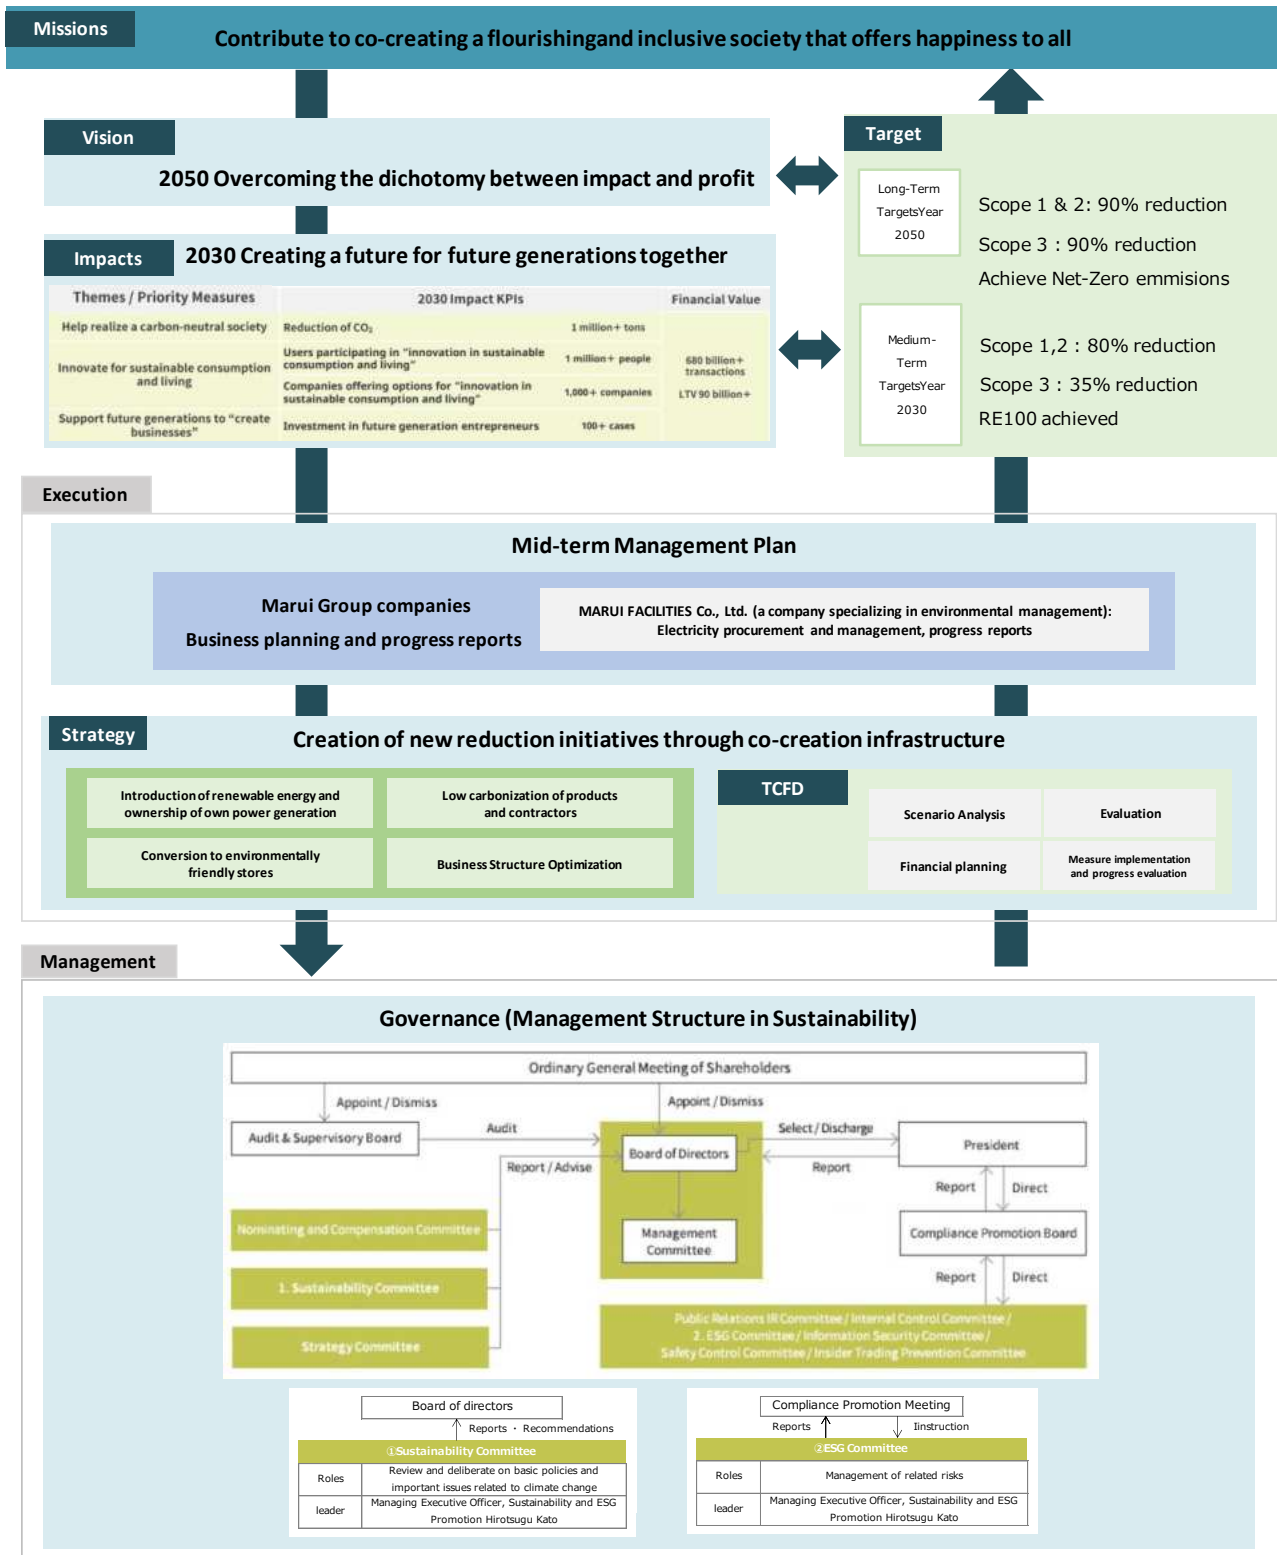 Missions
Contribute to co-creating a flourishingand inclusive society that offers happiness to all
Vision
2050 Overcoming the dichotomy between impact and profit
Target
Long-Term
TargetsYear
2050
Scope 1 & 2: 90% reduction
Scope 3 : 90% reduction
Achieve Net-Zero emmisions
Impacts
2030 Creating a future for future generations together
Themes / Priority Measures
2030 Impact KPIs
Financial Value
Help realize a carbon-neutral society
Reduction of CO₂
1 million+ tons
Innovate for sustainable consumption
and living
Users participating in "innovation in sustainable
consumption and living"
1 million+ people
Companies offering options for "innovation in
sustainable consumption and living"
1,000+ companies
680 billion+
transactions
LTV 90 billion+
Support future generations to "create
businesses"
Investment in future generation entrepreneurs
100+ cases
Medium-
Term
TargetsYear
2030
Scope 1,2 : 80% reduction
Scope 3 : 35% reduction
RE100 achieved
Execution
Mid-term Management Plan
Marui Group companies
Business planning and progress reports
MARUI FACILITIES Co., Ltd. (a company specializing in environmental management):
Electricity procurement and management, progress reports
Strategy
Creation of new reduction initiatives through co-creation infrastructure
Introduction of renewable energy and
ownership of own power generation
Low carbonization of products
and contractors
Conversion to environmentally
friendly stores
Business Structure Optimization
TCFD
Scenario Analysis
Evaluation
Financial planning
Measure implementation
and progress evaluation
Management
Governance (Management Structure in Sustainability)
Ordinary General Meeting of Shareholders
Appoint / Dismiss
Appoint / Dismiss
Audit & Supervisory Board
Audit
Board of Directors
Select / Discharge
President
Report / Advise
Report
Report
Direct
Nominating and Compensation Committee
Management
Committee
Compliance Promotion Board
1. Sustainability Committee
Report
Direct
Strategy Committee
Public Relations IR Committee / Internal Control Committee /
2. ESG Committee / Information Security Committee /
Safety Control Committee / Insider Trading Prevention Committee
Board of directors
Reports・Recommendations
①Sustainability Committee
Roles
Review and deliberate on basic policies and
important issues related to climate change
leader
Managing Executive Officer, Sustainability and ESG
Promotion Hirotsugu Kato
Compliance Promotion Meeting
Reports
Iinstruction
②ESG Committee
Roles
Management of related risks
leader
Managing Executive Officer, Sustainability and ESG
Promotion Hirotsugu Kato